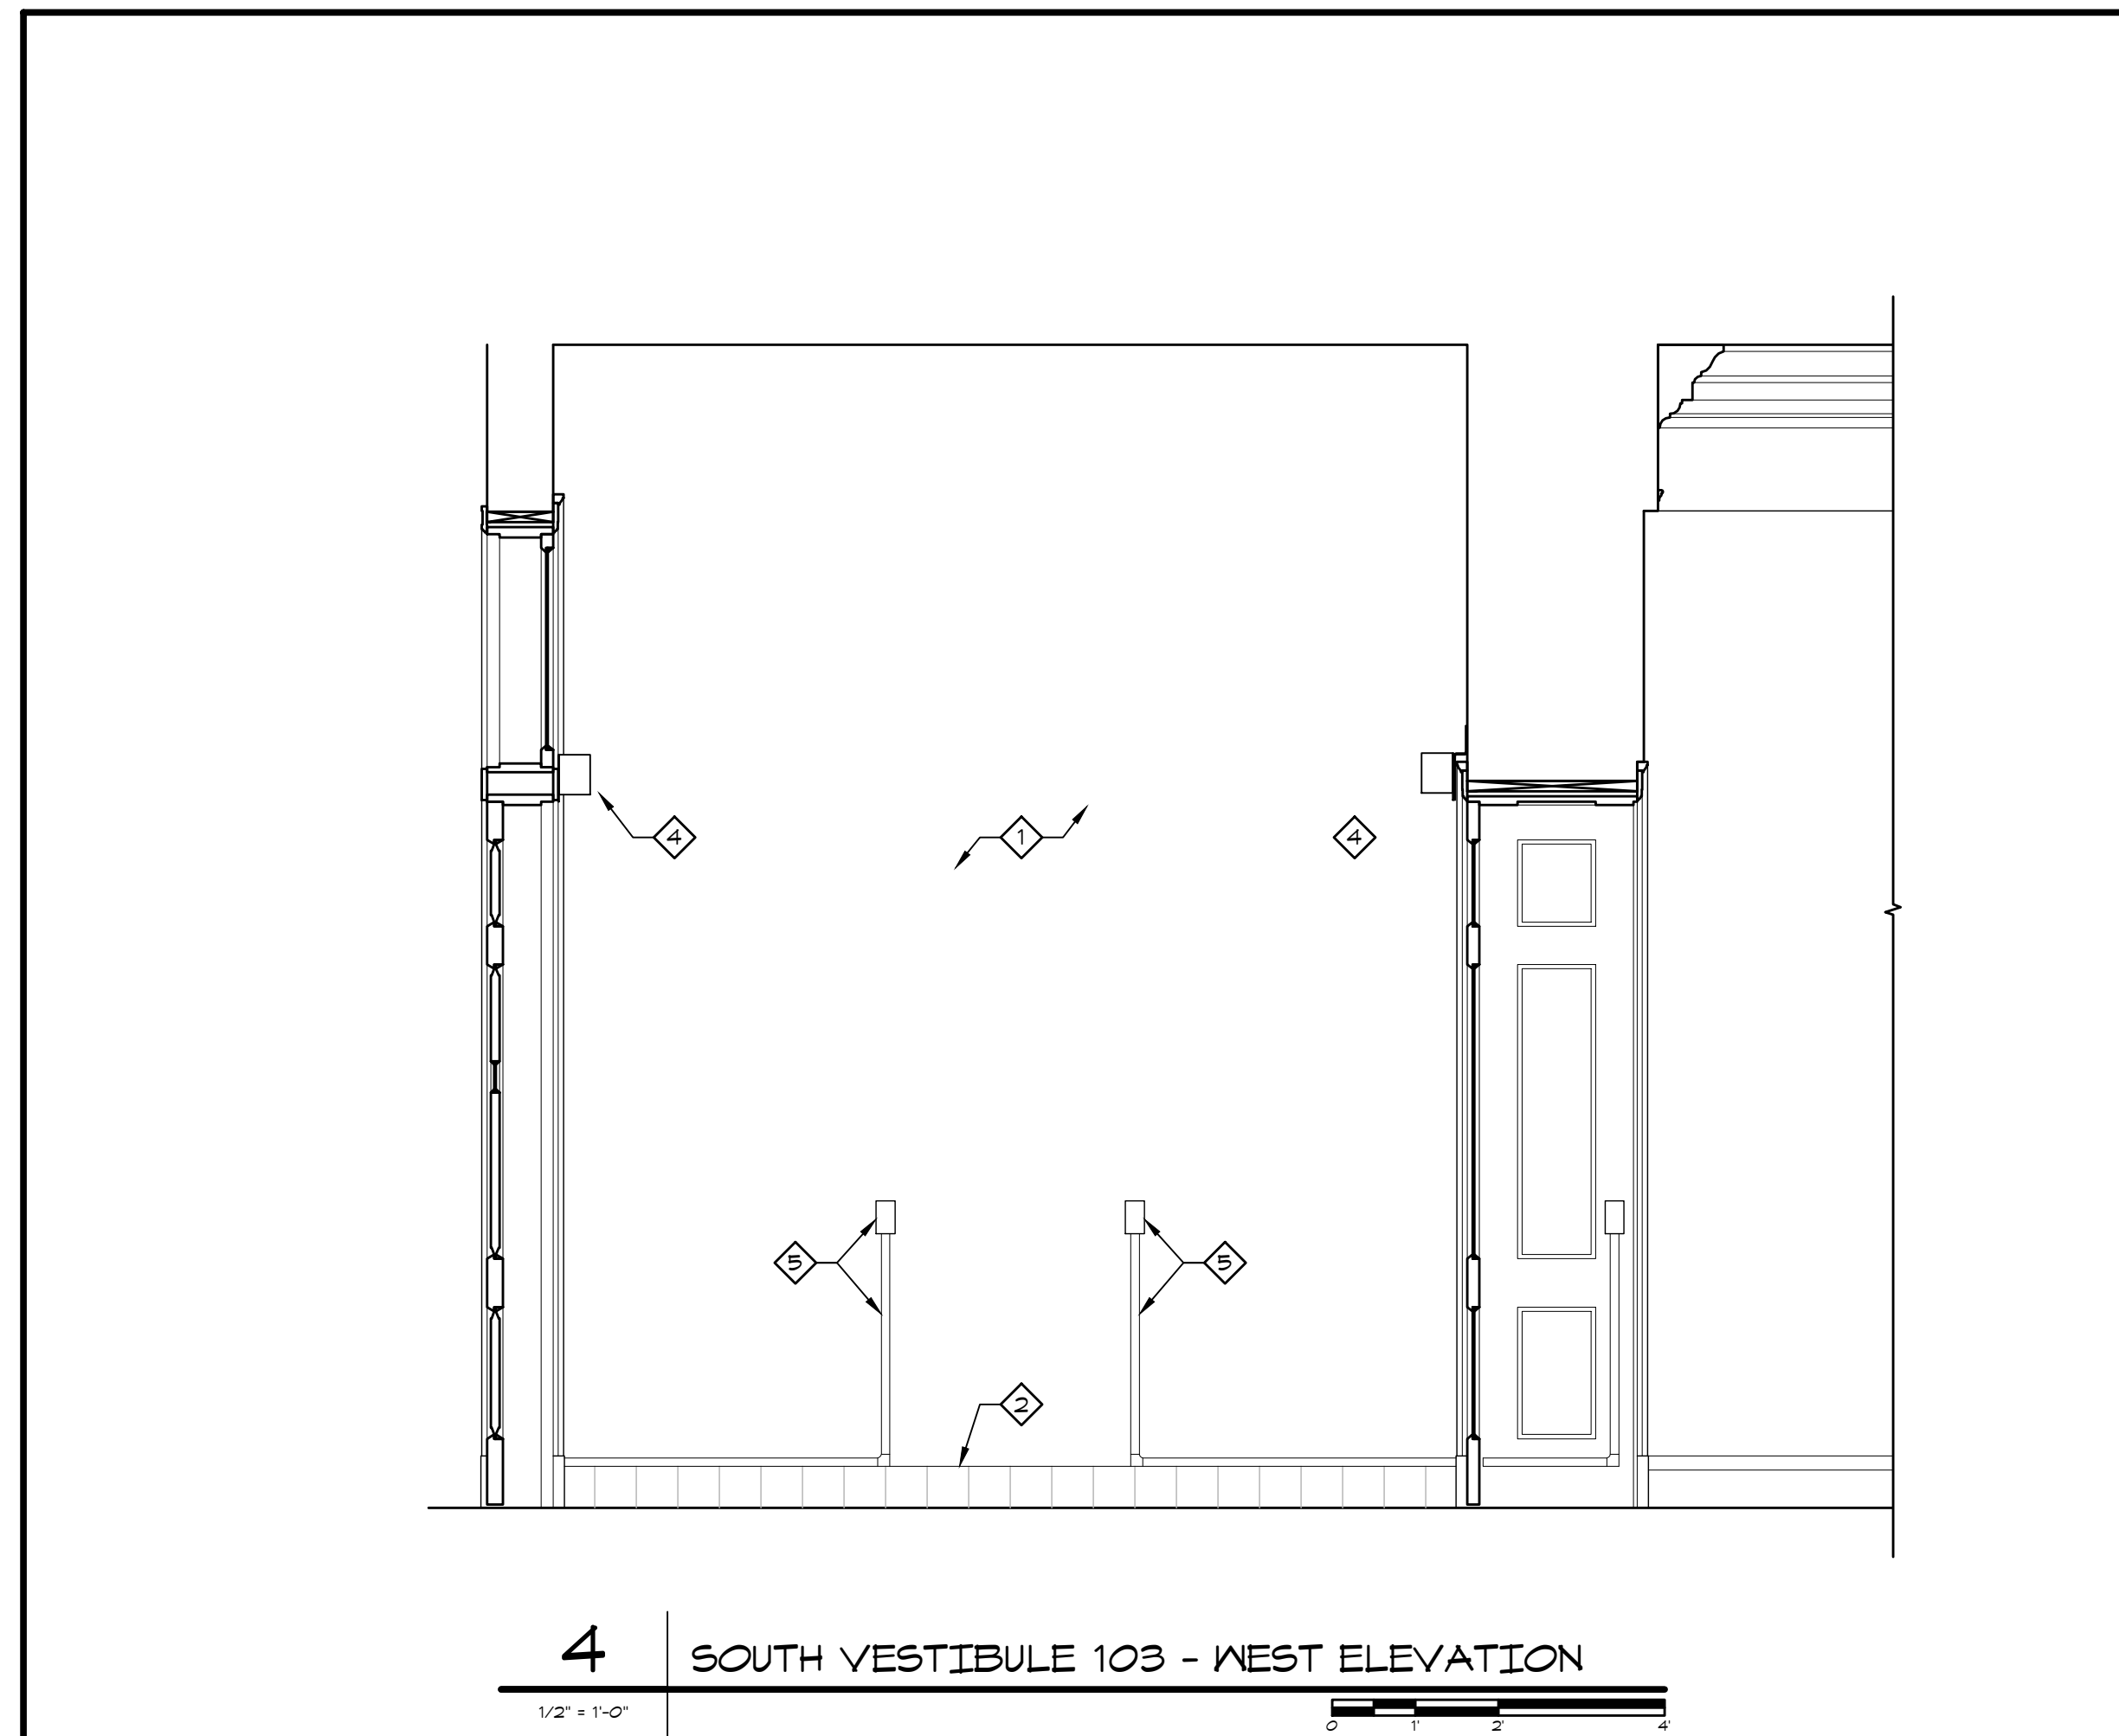 4 1 4
5 5
2
4 SOUTH VESTIBULE 103 - WEST ELEVATION
1/2" = 1'-0"
0 1' 2' 4'